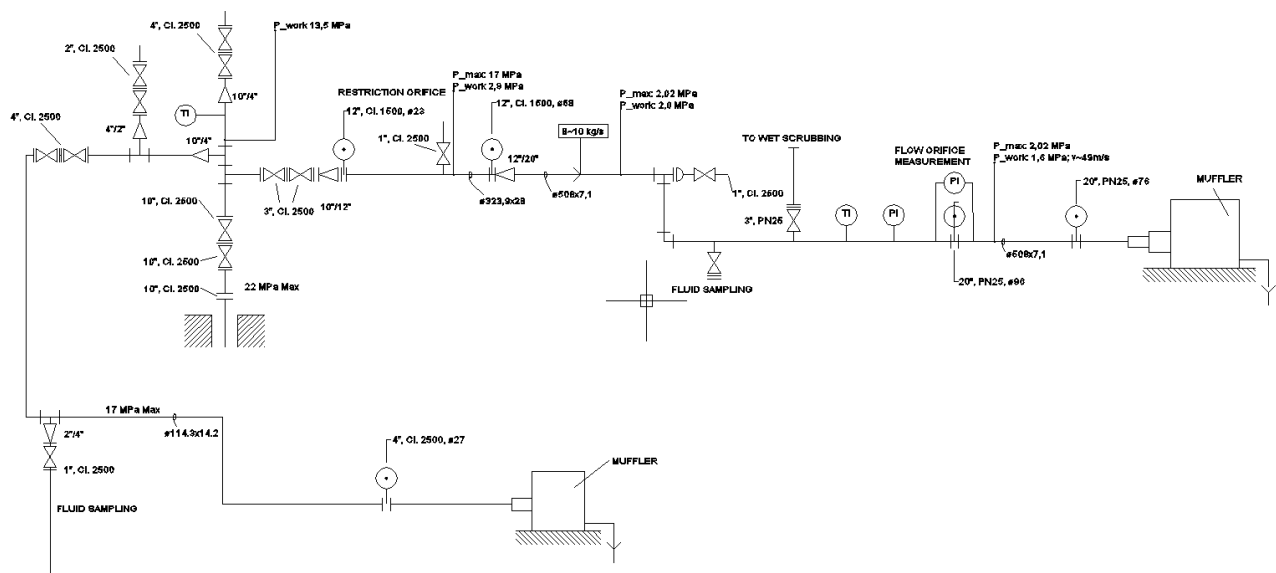 4", Cl. 2500
P_work 13,5 MPa
2", Cl. 2500
10"/4"
TI
4", Cl. 2500
4"/2"
10"/4"
RESTRICTION ORIFICE
12", Cl. 1500, ø23
1", Cl. 2500
P_max 17 MPa
P_work 2,9 MPa
12", Cl. 1500, ø58
12"/20"
8~10 kg/s
P_max: 2,02 MPa
P_work: 2,0 MPa
3", Cl. 2500
10"/12"
ø323,9x28
ø508x7,1
1", Cl. 2500
TO WET SCRUBBING
3", PN25
FLOW ORIFICE
MEASUREMENT
P_max: 2,02 MPa
P_work 1,6 MPa; v~49m/s
20", PN25, ø76
MUFFLER
TI
PI
PI
ø508x7,1
20", PN25, ø96
FLUID SAMPLING
10", Cl. 2500
10", Cl. 2500
10", Cl. 2500
22 MPa Max
17 MPa Max
ø114.3x14.2
2"/4"
1", Cl. 2500
FLUID SAMPLING
4", Cl. 2500, ø27
MUFFLER